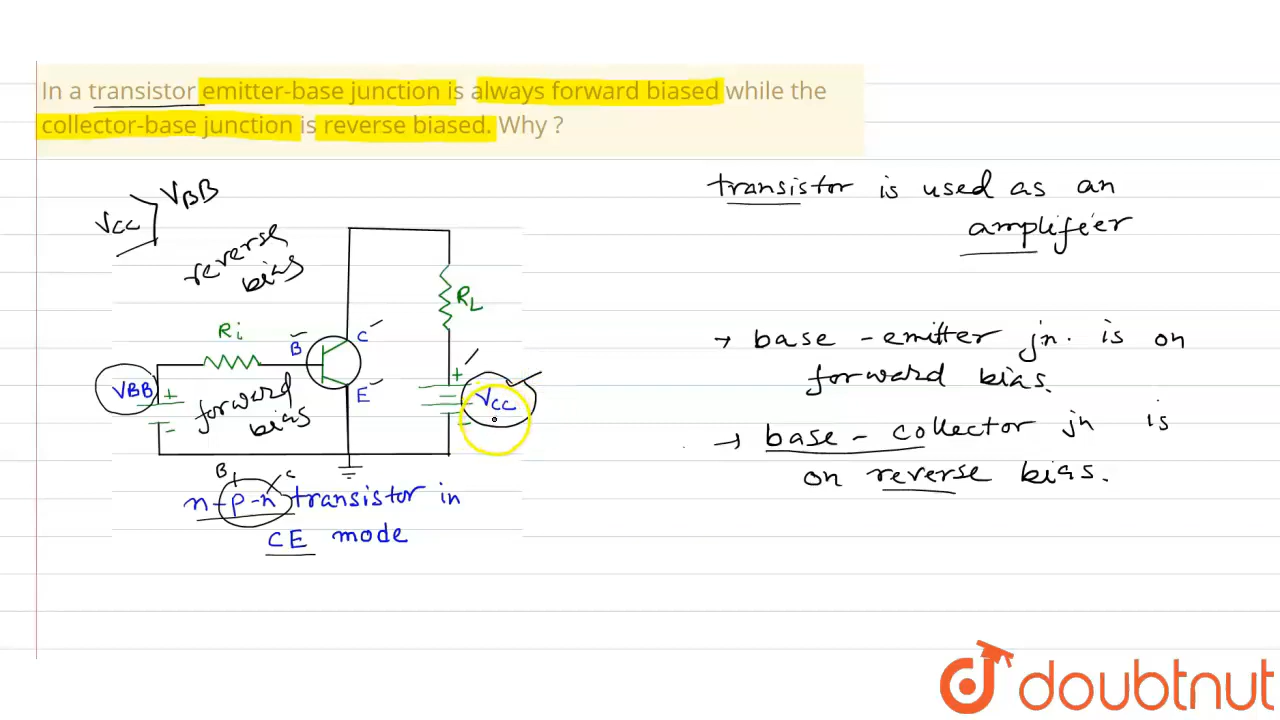 In a transistor emitter-base junction is always forward biased while the
collector-base junction is reverse biased. Why ?
VBB
VCC
reverse
bias
transistor is used as an
amplifier
RL
Ri
B
C
→ base - emitter jn. is on
forward bias.
+
VBB
+
E
VCC
forward
bias
-
-
→ base - collector jn is
on reverse bias.
B
C
n-p-n transistor in
CE mode
doubtnut